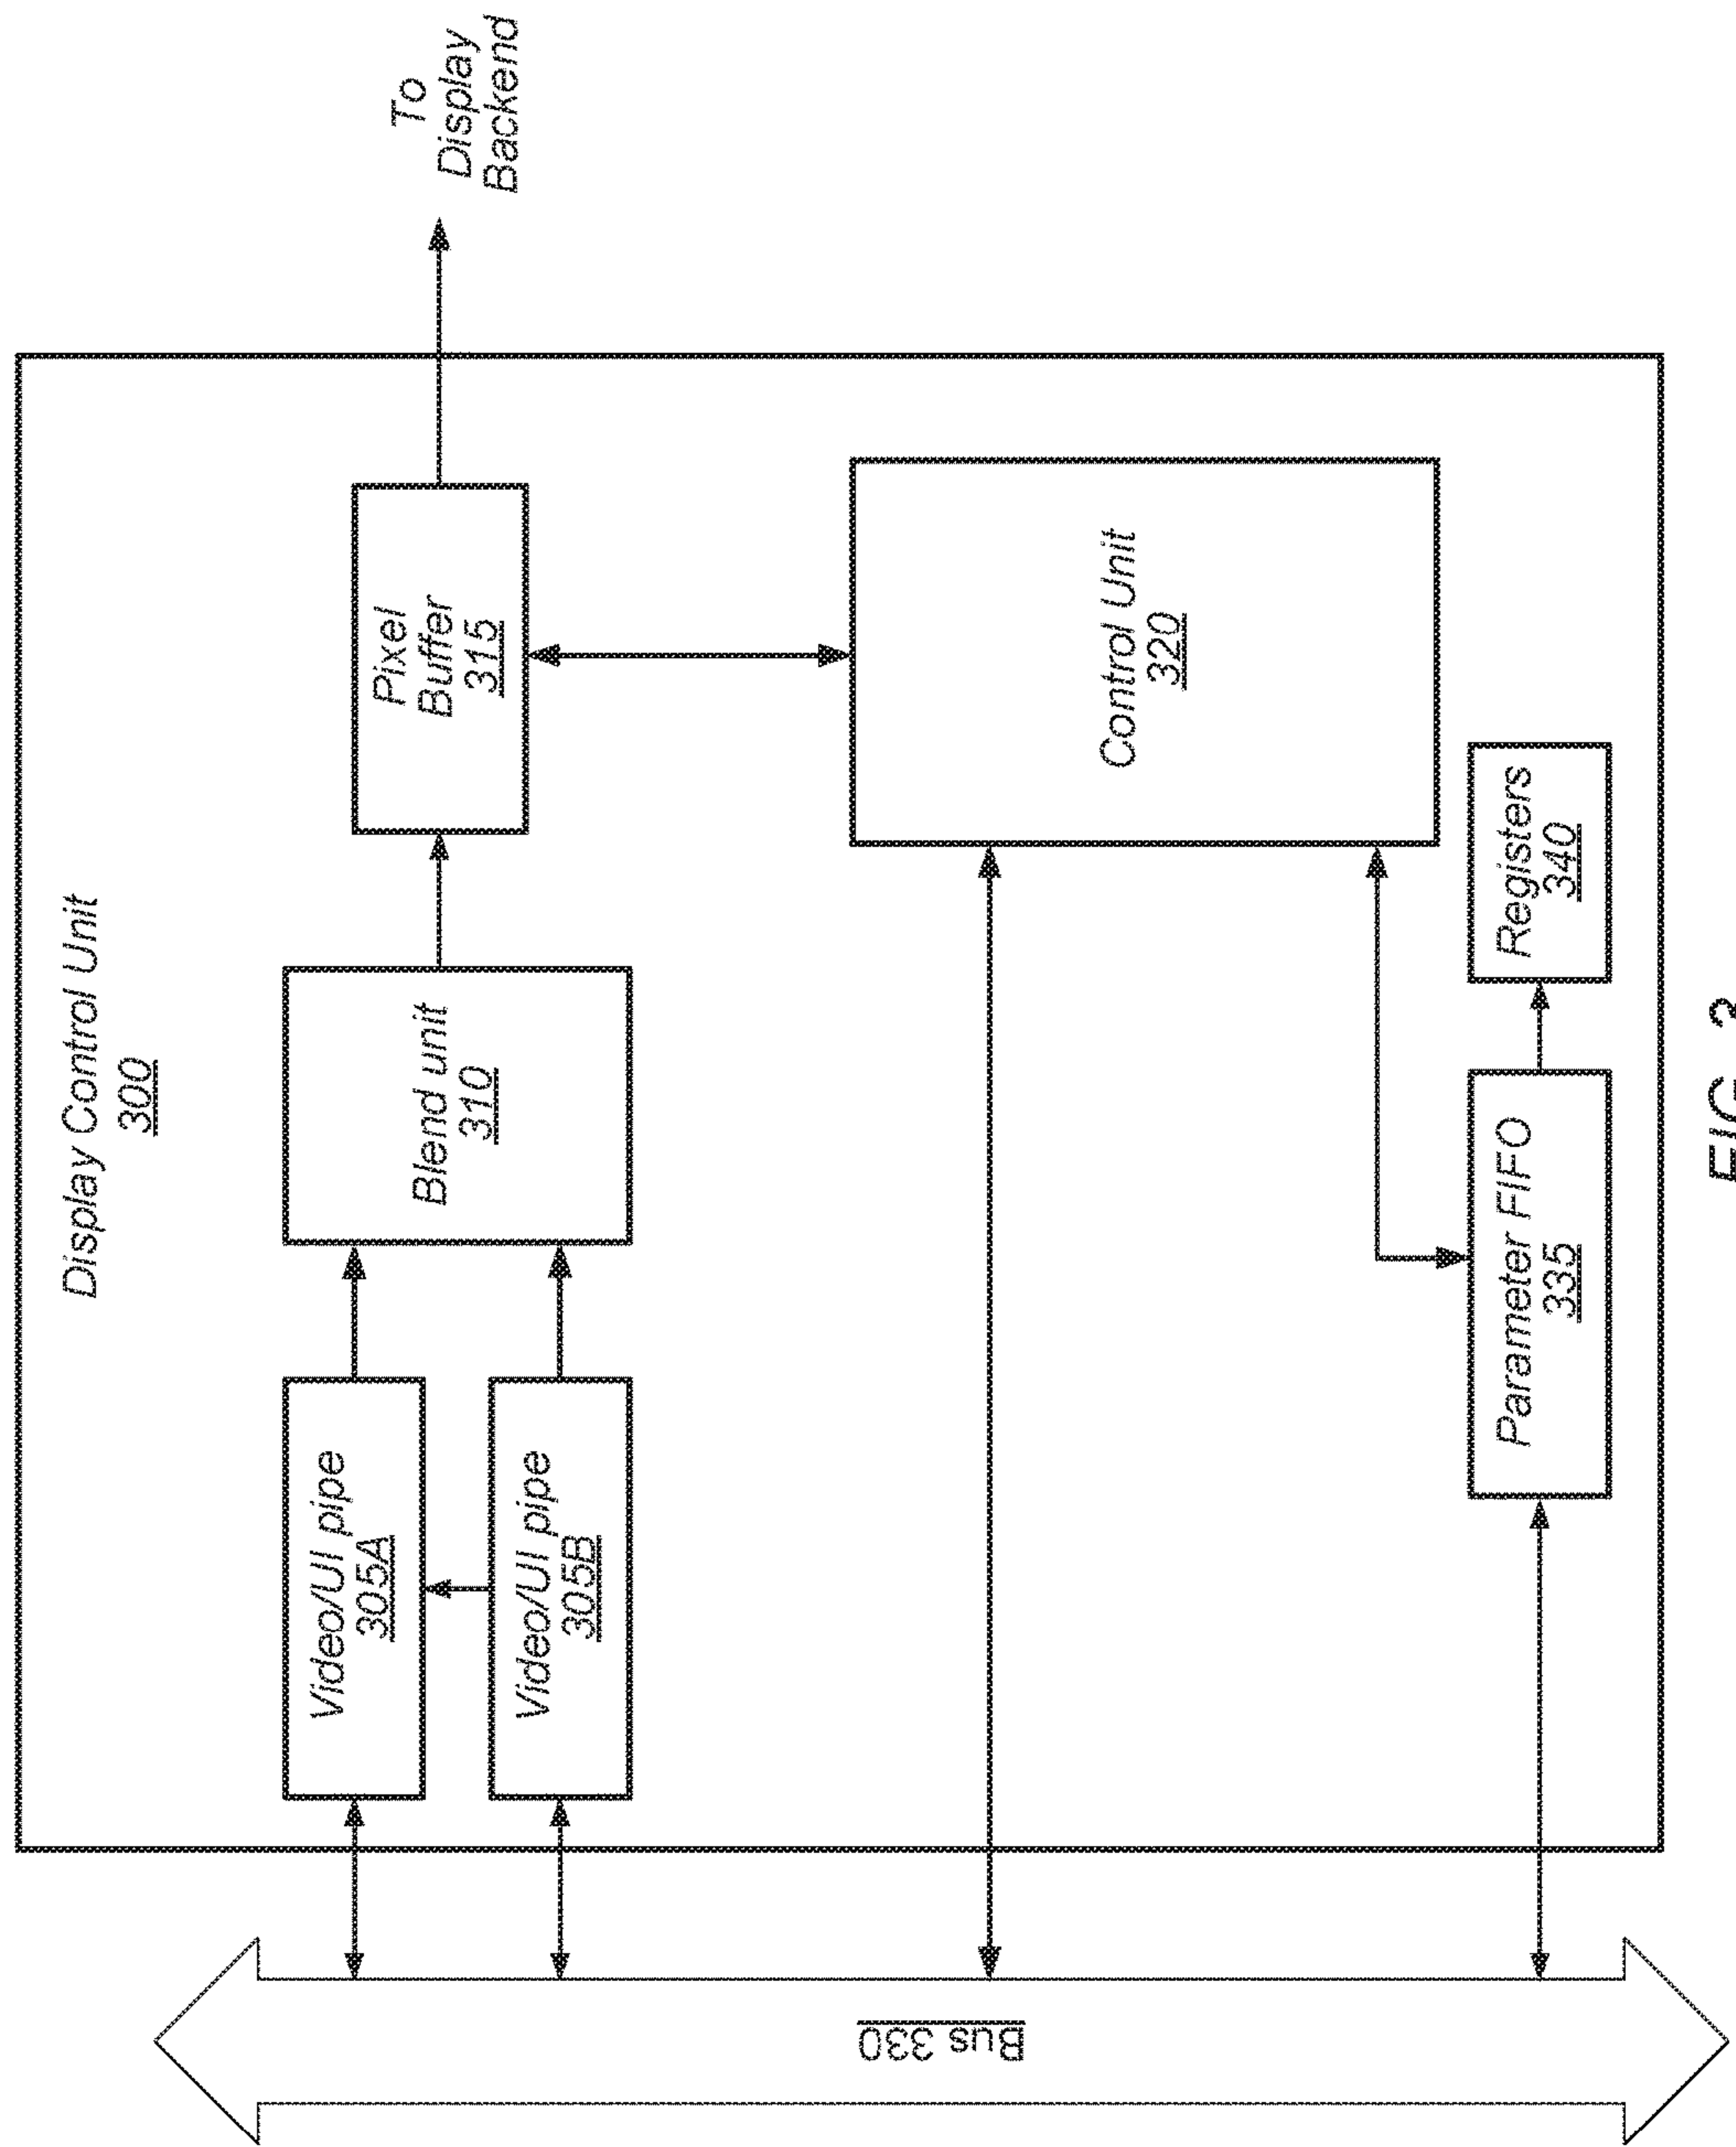 Display Control Unit
300
To
Display
Backend
Video/UI pipe
305A
Video/UI pipe
305B
Blend unit
310
Pixel
Buffer
315
Control Unit
320
Bus 330
Parameter FIFO
335
Registers
340
FIG. 3